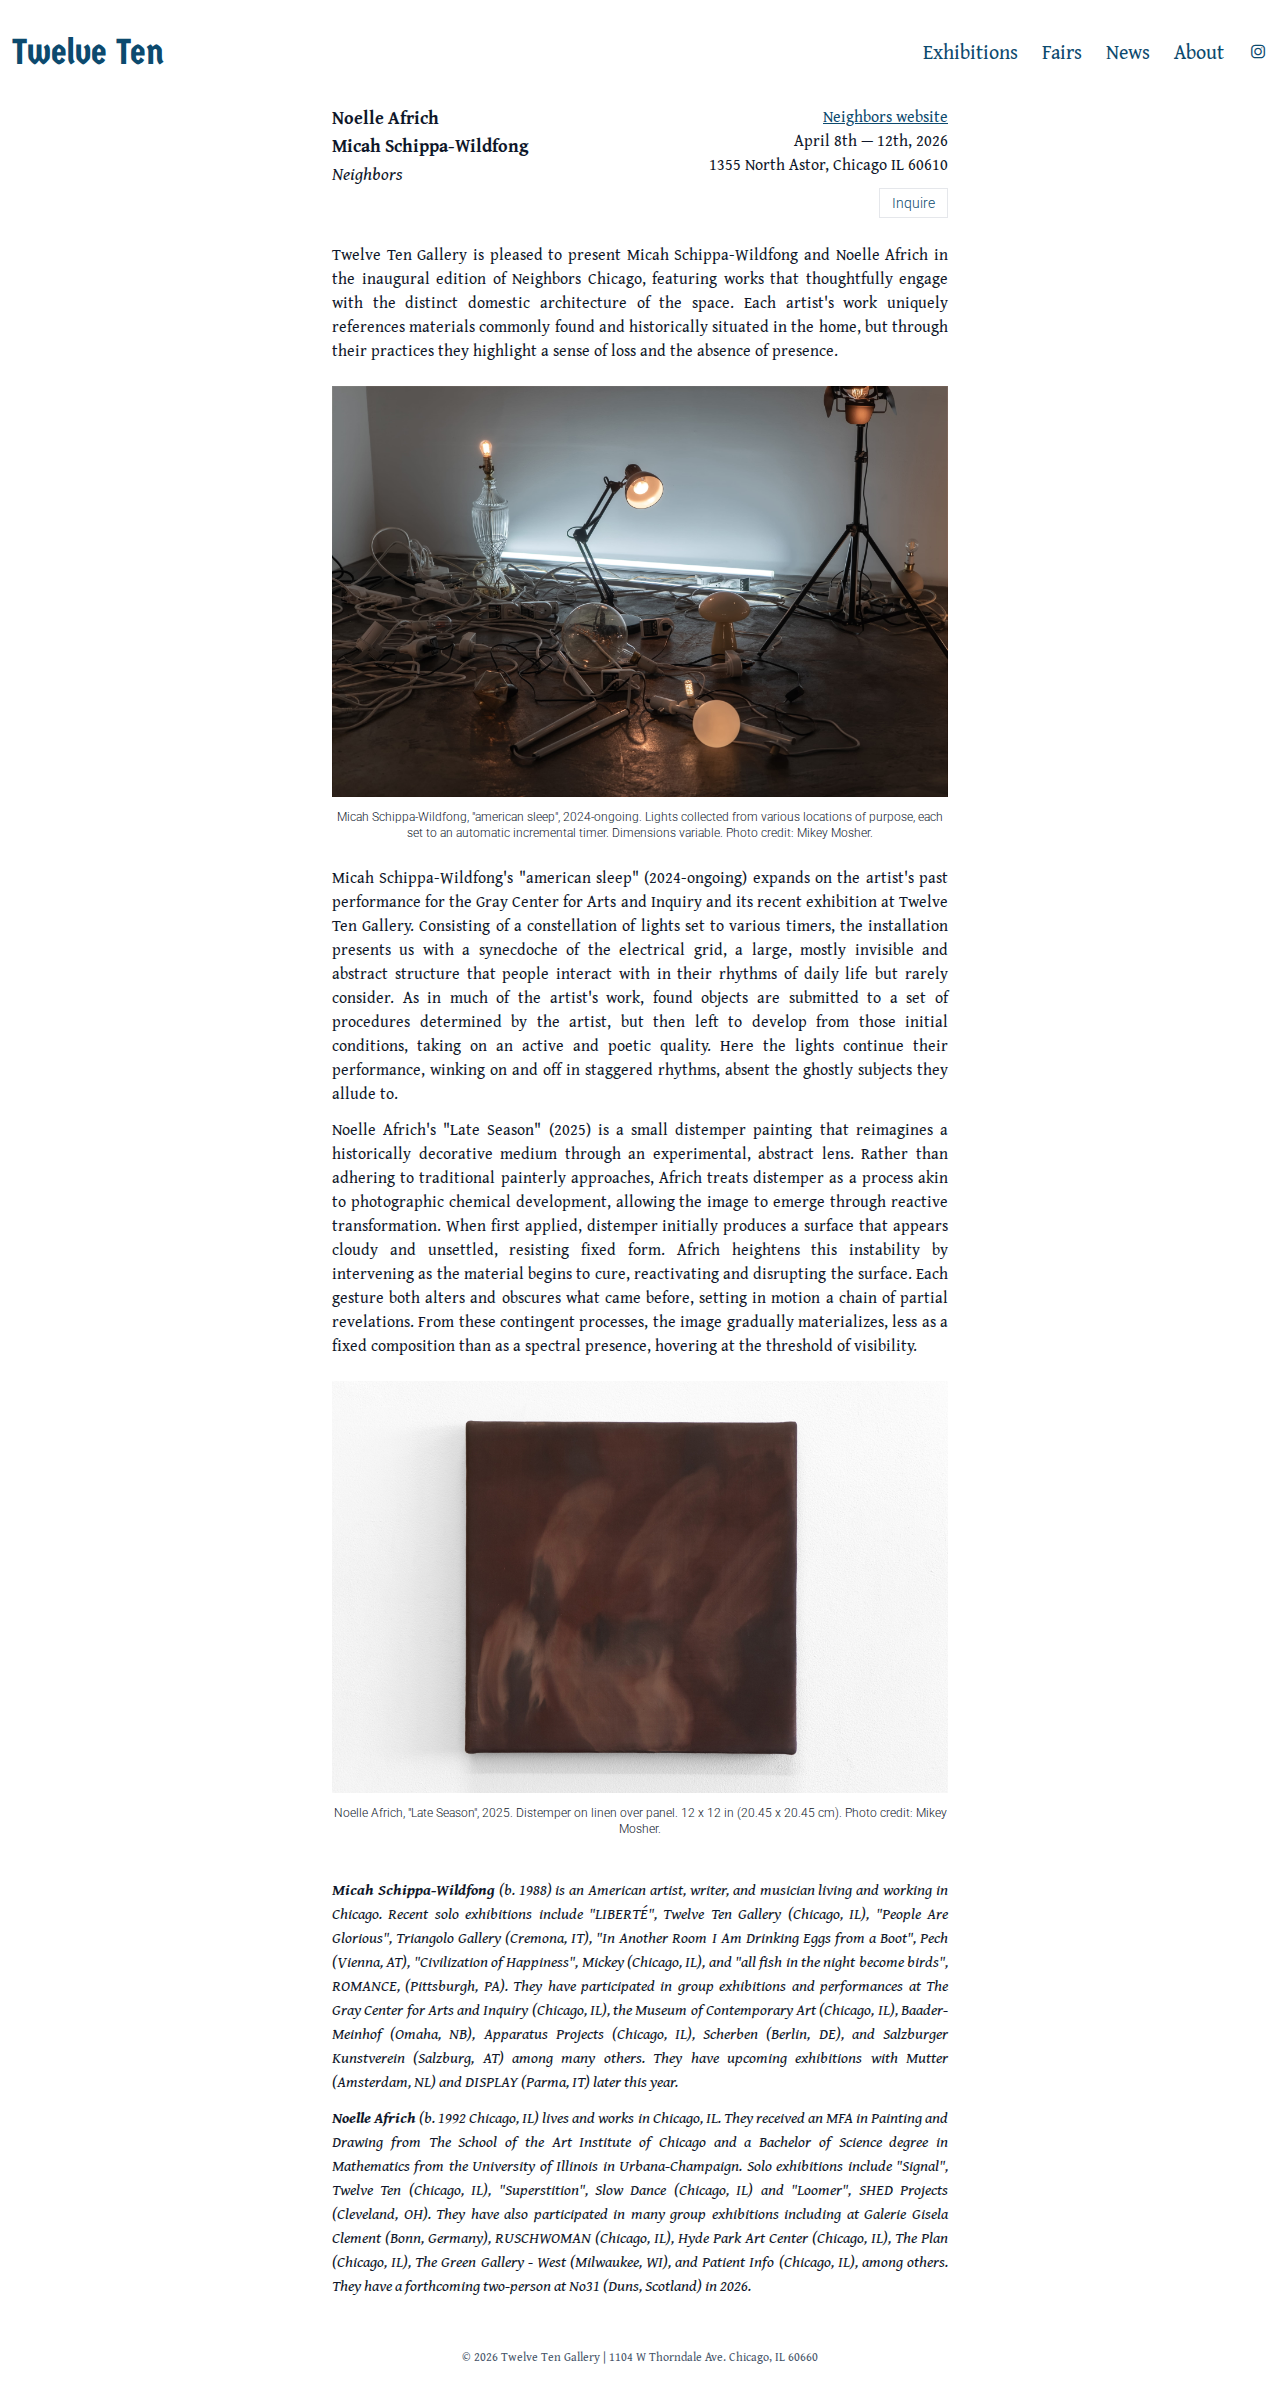 Twelve Ten
Exhibitions Fairs News About
Noelle Africh
Micah Schippa-Wildfong
Neighbors
Neighbors website
April 8th — 12th, 2026
1355 North Astor, Chicago IL 60610
Inquire
Twelve Ten Gallery is pleased to present Micah Schippa-Wildfong and Noelle Africh in
the inaugural edition of Neighbors Chicago, featuring works that thoughtfully engage
with the distinct domestic architecture of the space. Each artist's work uniquely
references materials commonly found and historically situated in the home, but through
their practices they highlight a sense of loss and the absence of presence.
Micah Schippa-Wildfong, "american sleep", 2024-ongoing. Lights collected from various locations of purpose, each
set to an automatic incremental timer. Dimensions variable. Photo credit: Mikey Mosher.
Micah Schippa-Wildfong's "american sleep" (2024-ongoing) expands on the artist's past
performance for the Gray Center for Arts and Inquiry and its recent exhibition at Twelve
Ten Gallery. Consisting of a constellation of lights set to various timers, the installation
presents us with a synecdoche of the electrical grid, a large, mostly invisible and
abstract structure that people interact with in their rhythms of daily life but rarely
consider. As in much of the artist's work, found objects are submitted to a set of
procedures determined by the artist, but then left to develop from those initial
conditions, taking on an active and poetic quality. Here the lights continue their
performance, winking on and off in staggered rhythms, absent the ghostly subjects they
allude to.
Noelle Africh's "Late Season" (2025) is a small distemper painting that reimagines a
historically decorative medium through an experimental, abstract lens. Rather than
adhering to traditional painterly approaches, Africh treats distemper as a process akin
to photographic chemical development, allowing the image to emerge through reactive
transformation. When first applied, distemper initially produces a surface that appears
cloudy and unsettled, resisting fixed form. Africh heightens this instability by
intervening as the material begins to cure, reactivating and disrupting the surface. Each
gesture both alters and obscures what came before, setting in motion a chain of partial
revelations. From these contingent processes, the image gradually materializes, less as a
fixed composition than as a spectral presence, hovering at the threshold of visibility.
Noelle Africh, "Late Season", 2025. Distemper on linen over panel. 12 x 12 in (20.45 x 20.45 cm). Photo credit: Mikey
Mosher.
Micah Schippa-Wildfong (b. 1988) is an American artist, writer, and musician living and working in
Chicago. Recent solo exhibitions include "LIBERTÉ", Twelve Ten Gallery (Chicago, IL), "People Are
Glorious", Triangolo Gallery (Cremona, IT), "In Another Room I Am Drinking Eggs from a Boot", Pech
(Vienna, AT), "Civilization of Happiness", Mickey (Chicago, IL), and "all fish in the night become birds",
ROMANCE, (Pittsburgh, PA). They have participated in group exhibitions and performances at The
Gray Center for Arts and Inquiry (Chicago, IL), the Museum of Contemporary Art (Chicago, IL), Baader-
Meinhof (Omaha, NB), Apparatus Projects (Chicago, IL), Scherben (Berlin, DE), and Salzburger
Kunstverein (Salzburg, AT) among many others. They have upcoming exhibitions with Mutter
(Amsterdam, NL) and DISPLAY (Parma, IT) later this year.
Noelle Africh (b. 1992 Chicago, IL) lives and works in Chicago, IL. They received an MFA in Painting and
Drawing from The School of the Art Institute of Chicago and a Bachelor of Science degree in
Mathematics from the University of Illinois in Urbana-Champaign. Solo exhibitions include "Signal",
Twelve Ten (Chicago, IL), "Superstition", Slow Dance (Chicago, IL) and "Loomer", SHED Projects
(Cleveland, OH). They have also participated in many group exhibitions including at Galerie Gisela
Clement (Bonn, Germany), RUSCHWOMAN (Chicago, IL), Hyde Park Art Center (Chicago, IL), The Plan
(Chicago, IL), The Green Gallery - West (Milwaukee, WI), and Patient Info (Chicago, IL), among others.
They have a forthcoming two-person at No31 (Duns, Scotland) in 2026.
© 2026 Twelve Ten Gallery | 1104 W Thorndale Ave. Chicago, IL 60660